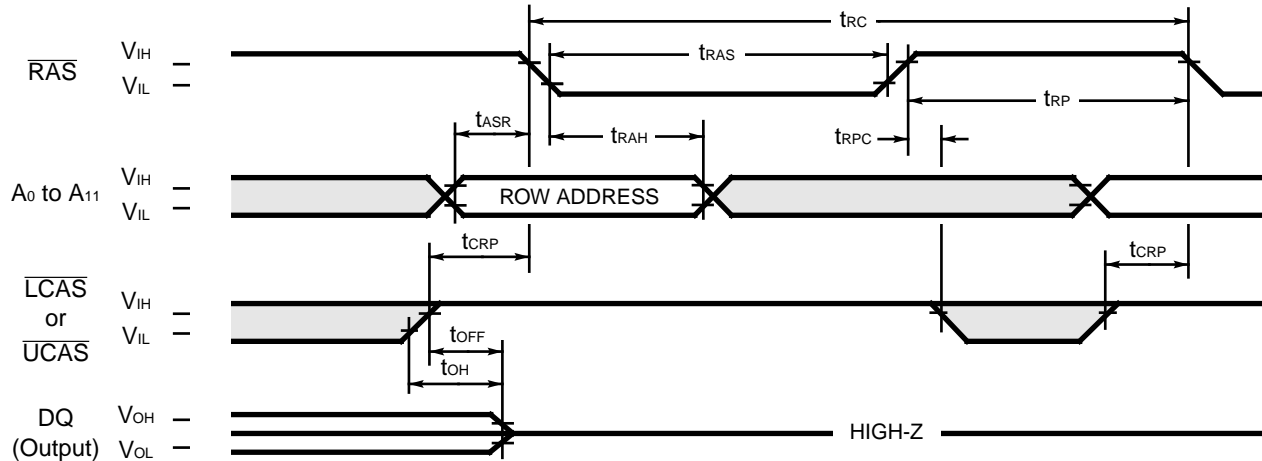 tRC
RAS
VIH
VIL
tRAS
tRP
tASR
tRAH
tRPC
A0 to A11
VIH
VIL
ROW ADDRESS
tCRP
tCRP
LCAS
or
UCAS
VIH
VIL
tOFF
tOH
DQ
(Output)
VOH
VOL
HIGH-Z